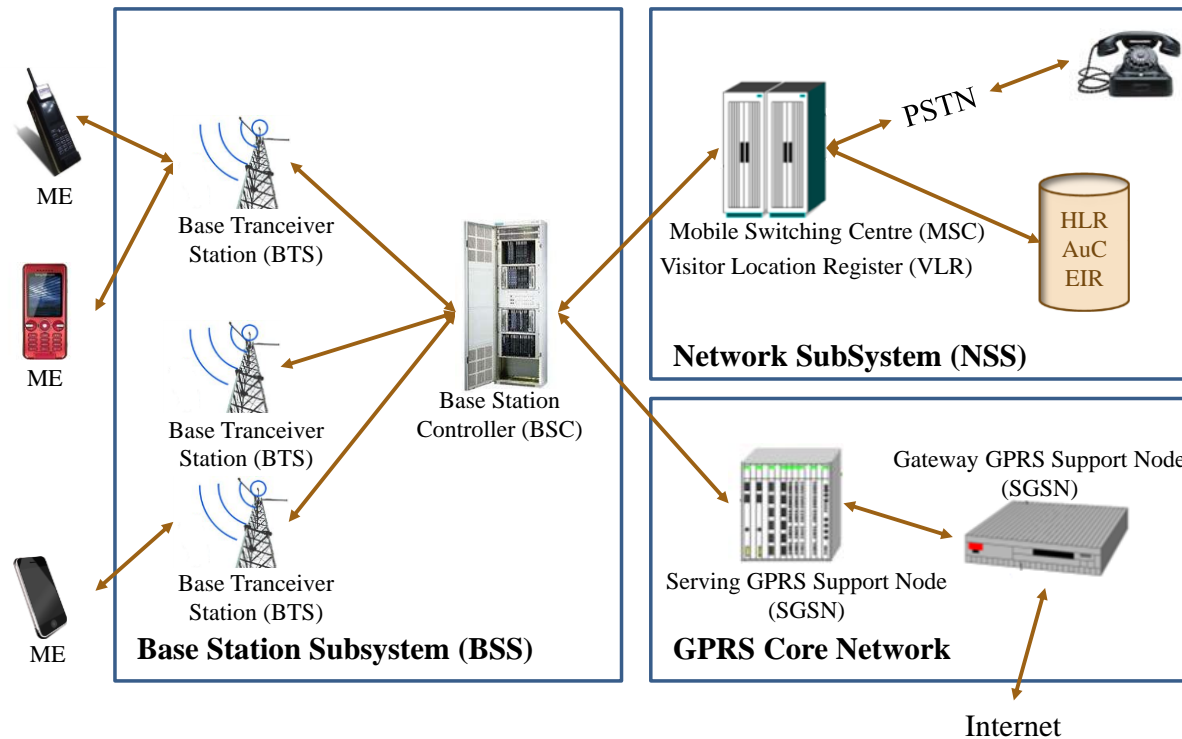 ME
ME
ME
Base Tranceiver
Station (BTS)
Base Tranceiver
Station (BTS)
Base Tranceiver
Station (BTS)
Base Station
Controller (BSC)
Base Station Subsystem (BSS)
PSTN
Mobile Switching Centre (MSC)
Visitor Location Register (VLR)
HLR
AuC
EIR
Network SubSystem (NSS)
Gateway GPRS Support Node
(SGSN)
Serving GPRS Support Node
(SGSN)
GPRS Core Network
Internet